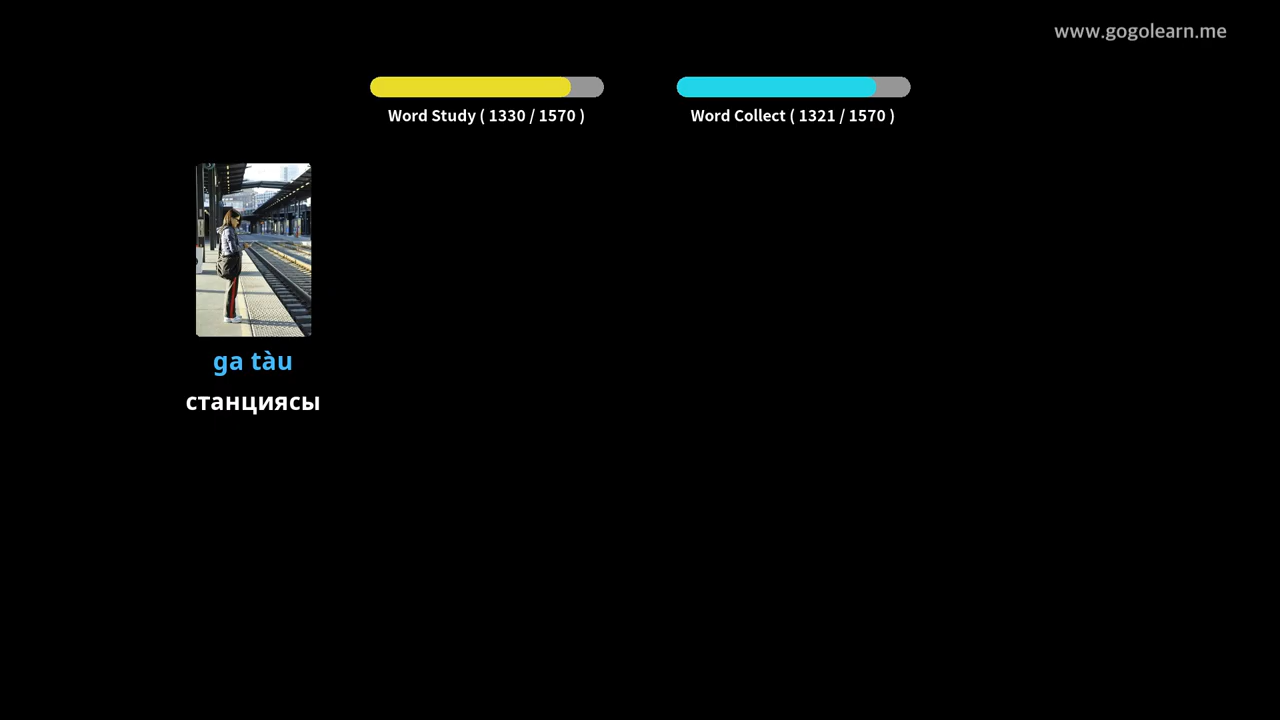 www.gogolearn.me
Word Study ( 1330 / 1570 )
Word Collect ( 1321 / 1570 )
ga tàu
станциясы